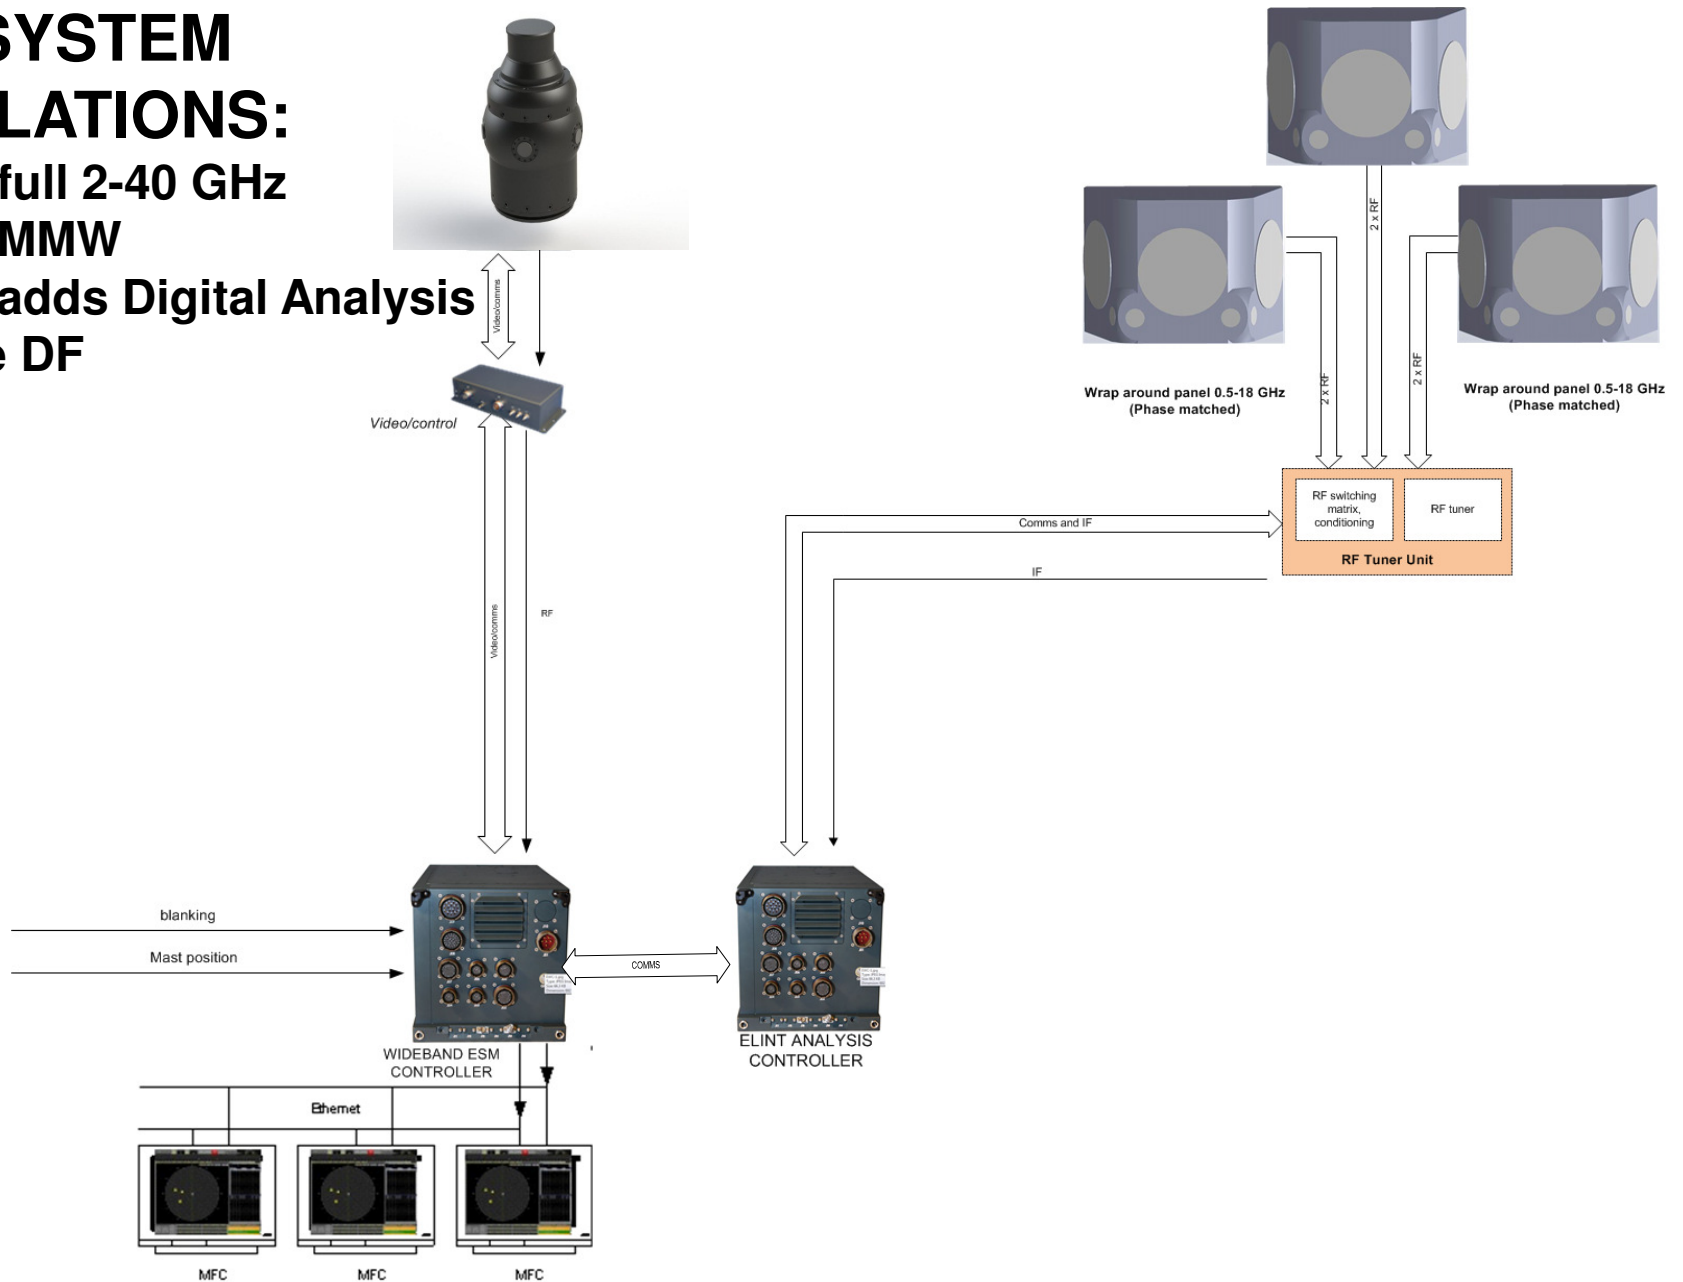 SYSTEM
LATIONS:
full 2-40 GHz
MMW
adds Digital Analysis
e DF
Video/comms
Video/control
Video/comms
RF
2 x RF
2 x RF
2 x RF
Wrap around panel 0.5-18 GHz
(Phase matched)
Wrap around panel 0.5-18 GHz
(Phase matched)
RF switching
matrix,
conditioning
RF tuner
RF Tuner Unit
Comms and IF
IF
blanking
Mast position
COMMS
WIDEBAND ESM
CONTROLLER
ELINT ANALYSIS
CONTROLLER
Ethernet
MFC
MFC
MFC